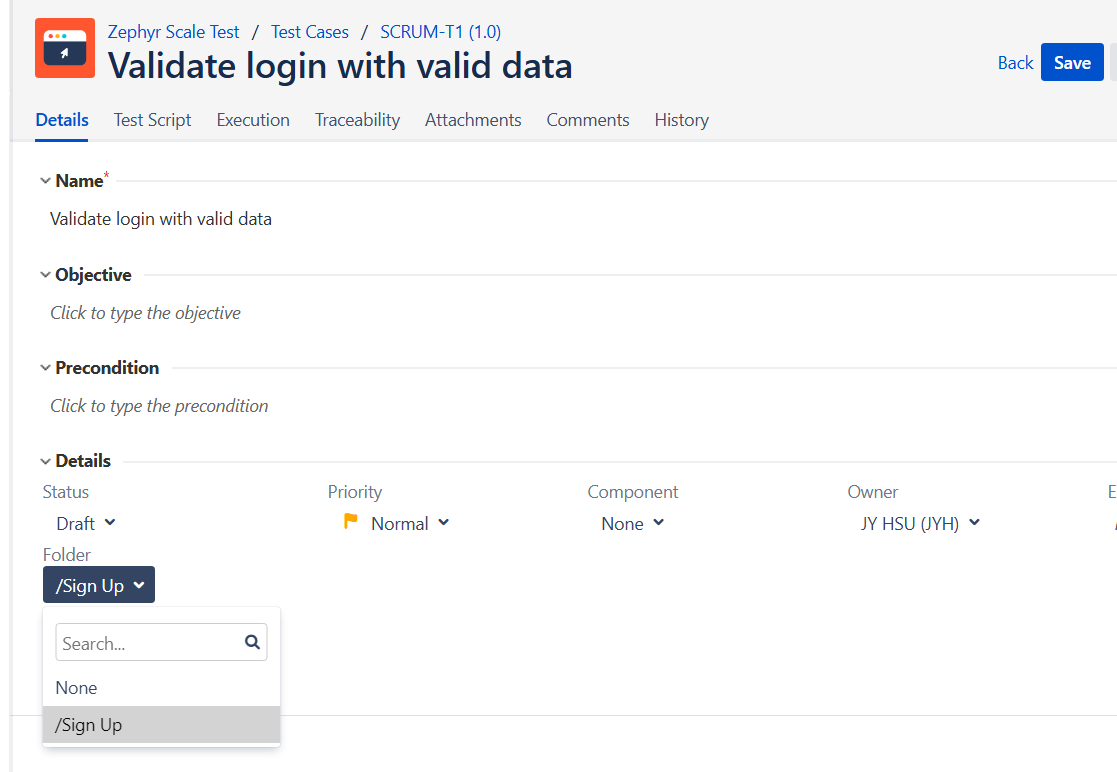 Zephyr Scale Test / Test Cases / SCRUM-T1 (1.0)
Validate login with valid data
Back Save
Details Test Script Execution Traceability Attachments Comments History
Name*
Validate login with valid data
Objective
Click to type the objective
Precondition
Click to type the precondition
Details
Status Priority Component Owner
Draft Normal None JY HSU (JYH)
Folder
/Sign Up
Search...
None
/Sign Up